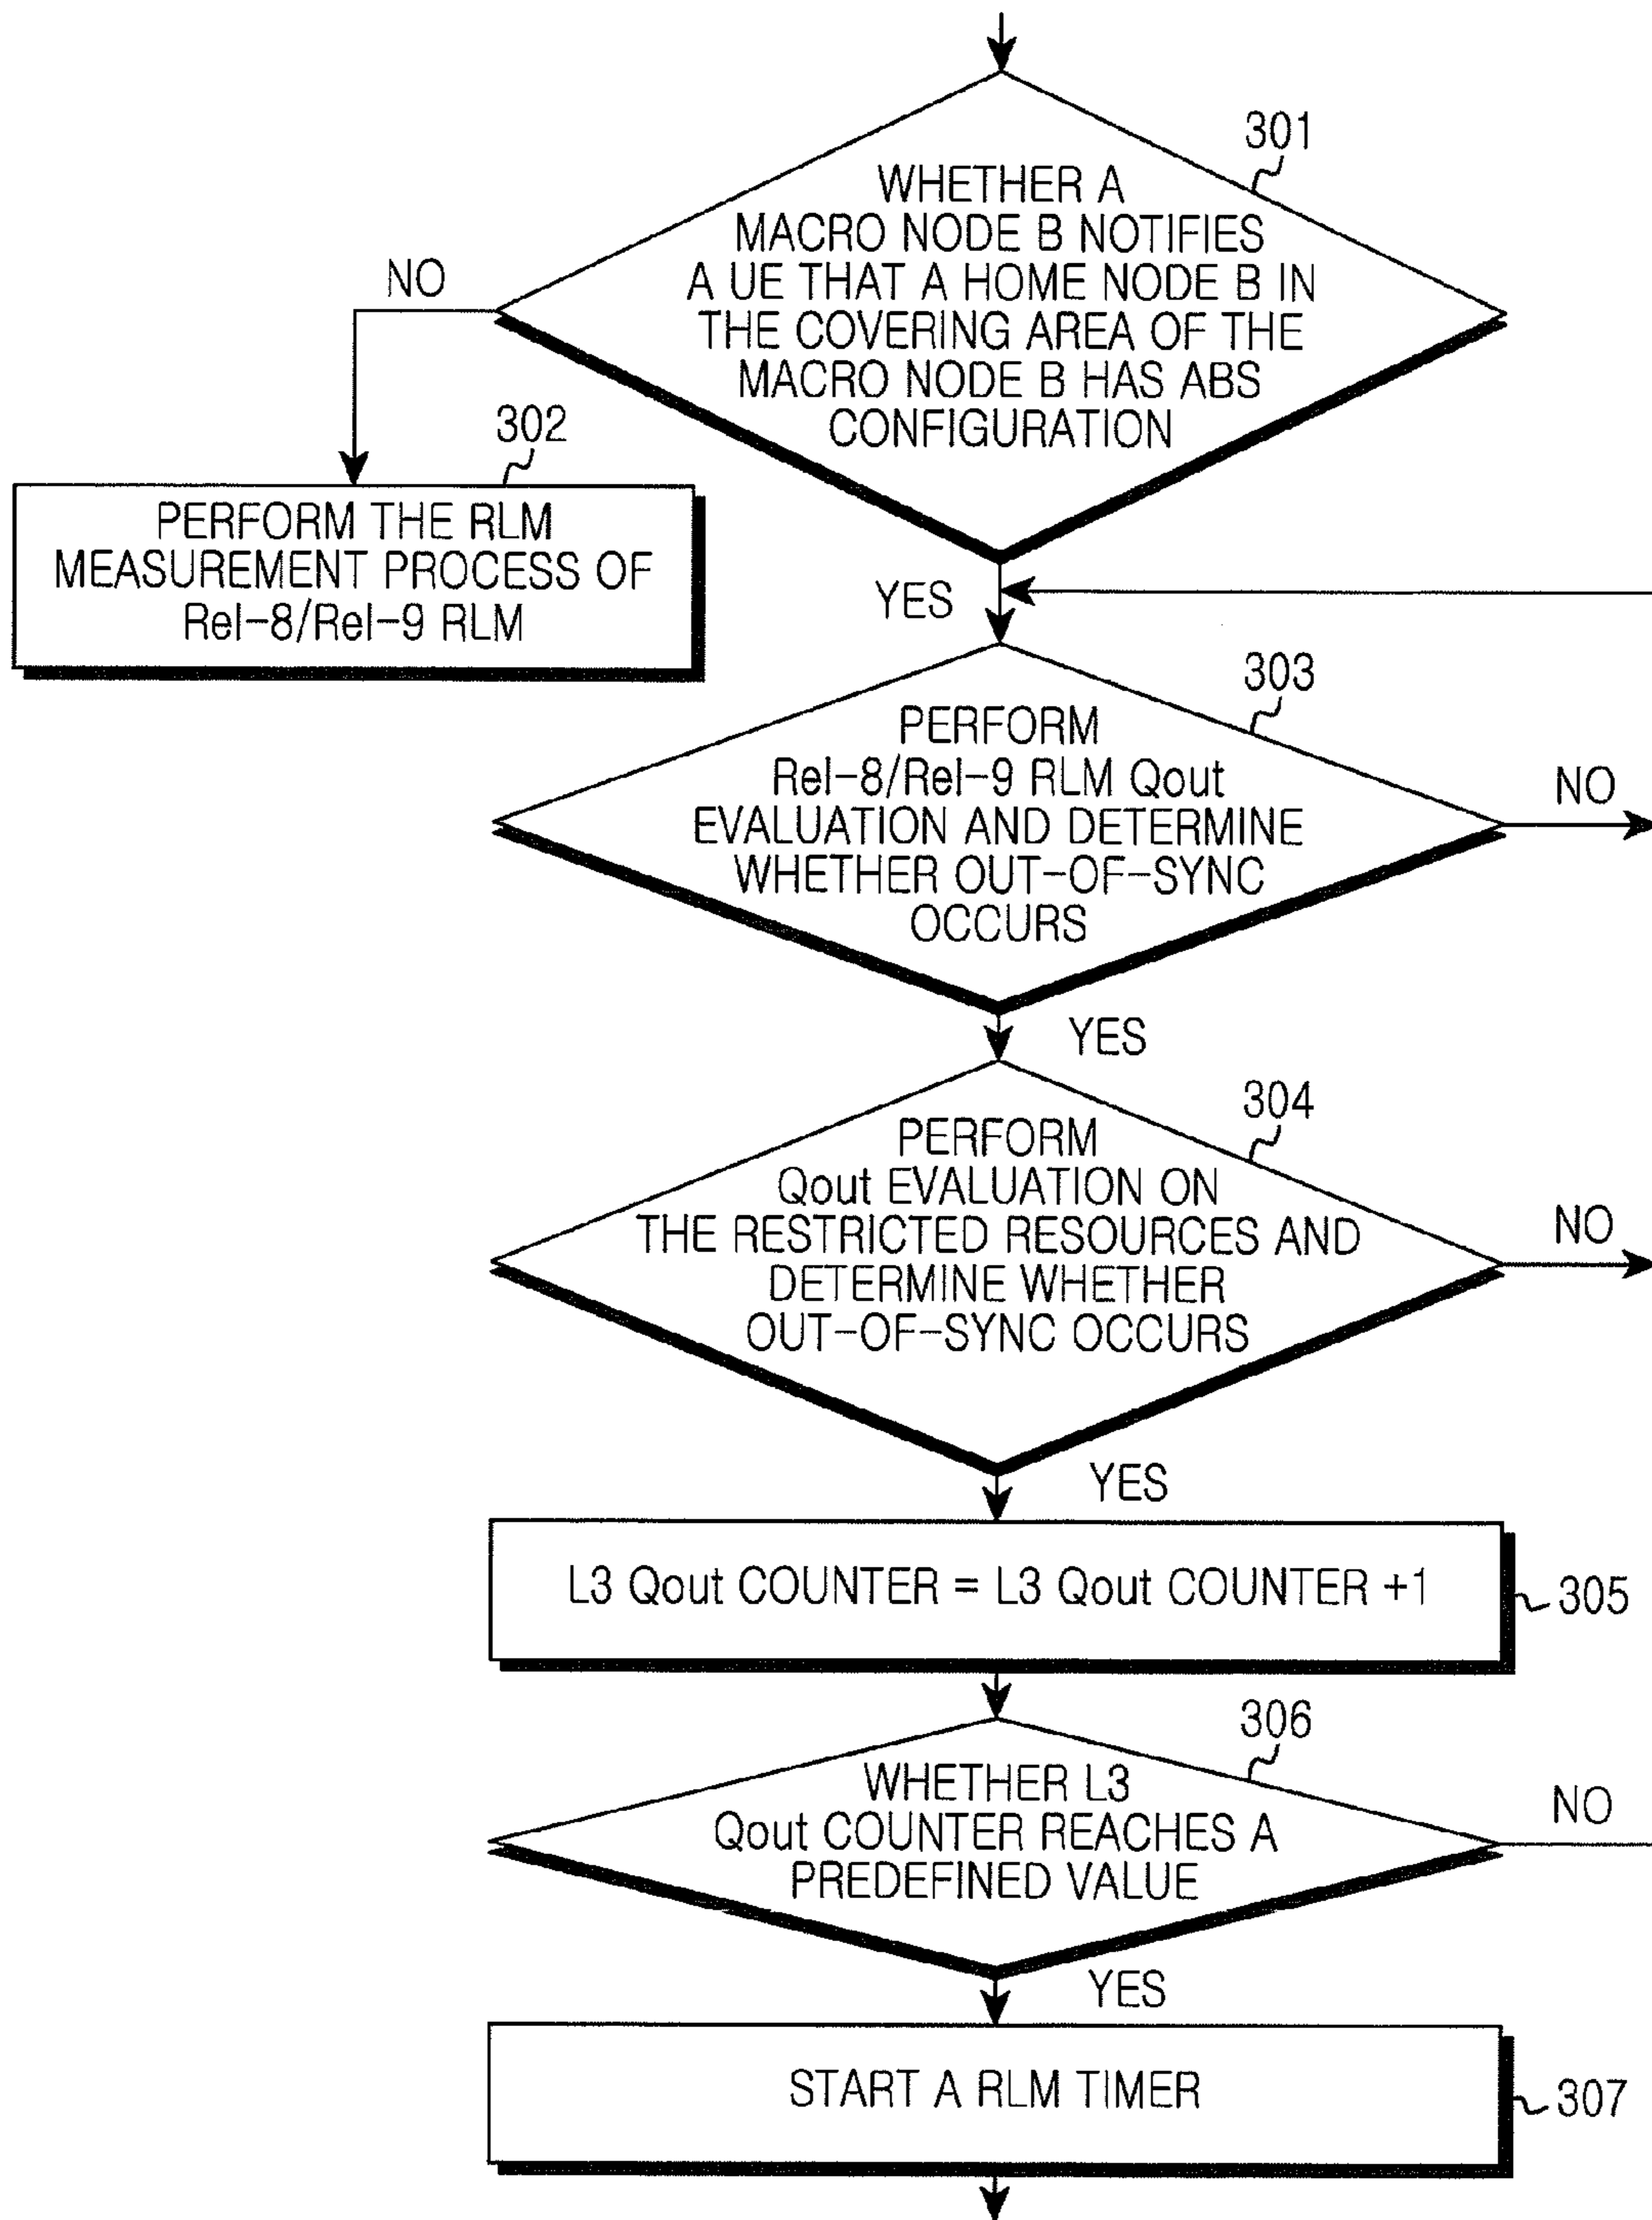 301
WHETHER A
MACRO NODE B NOTIFIES
A UE THAT A HOME NODE B IN
THE COVERING AREA OF THE
MACRO NODE B HAS ABS
CONFIGURATION
NO
302
PERFORM THE RLM
MEASUREMENT PROCESS OF
Rel-8/Rel-9 RLM
YES
303
PERFORM
Rel-8/Rel-9 RLM Qout
EVALUATION AND DETERMINE
WHETHER OUT-OF-SYNC
OCCURS
NO
YES
304
PERFORM
Qout EVALUATION ON
THE RESTRICTED RESOURCES AND
DETERMINE WHETHER
OUT-OF-SYNC OCCURS
NO
YES
L3 Qout COUNTER = L3 Qout COUNTER +1
305
306
WHETHER L3
Qout COUNTER REACHES A
PREDEFINED VALUE
NO
YES
START A RLM TIMER
307